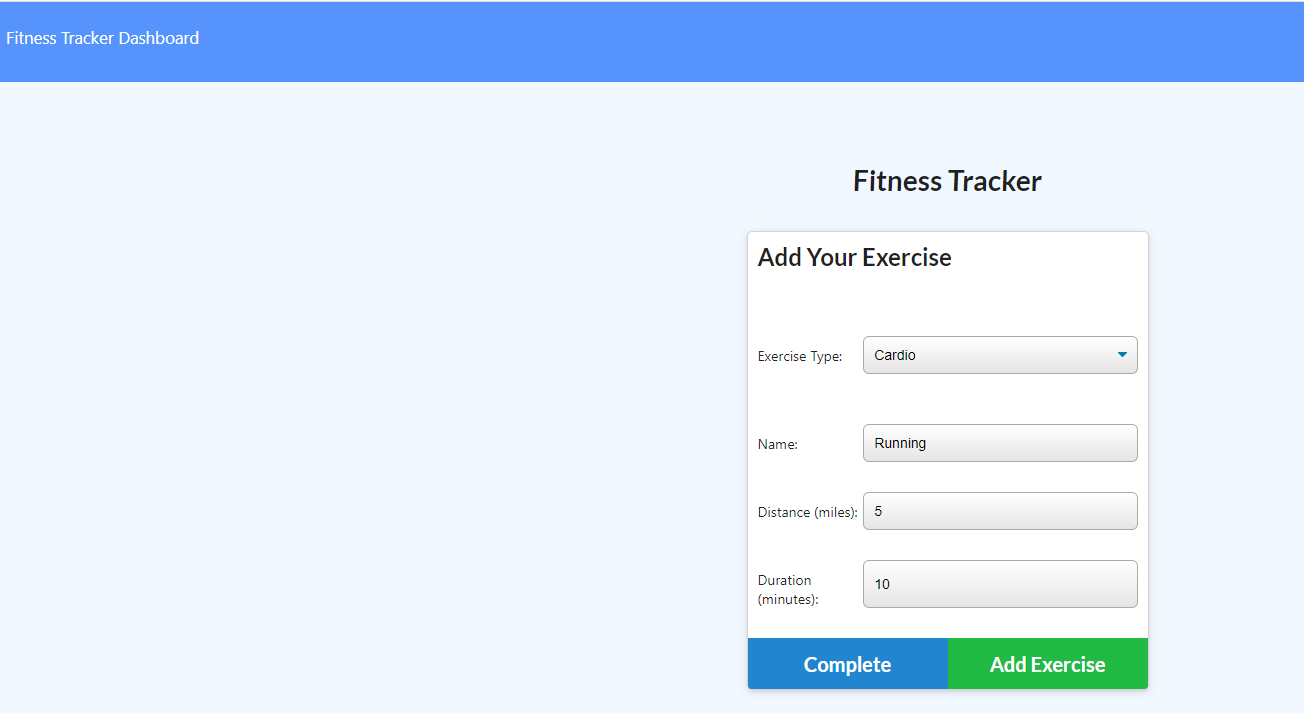 Fitness Tracker Dashboard
Fitness Tracker
Add Your Exercise
Exercise Type: Cardio
Name: Running
Distance (miles): 5
Duration
(minutes): 10
Complete Add Exercise